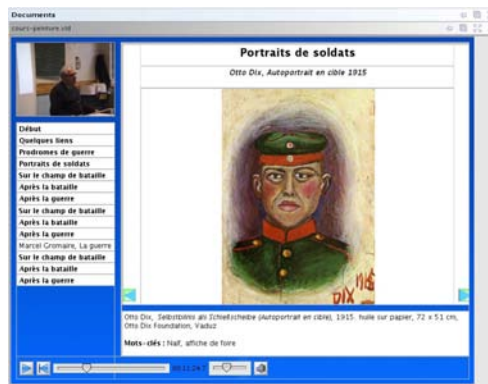 Documents
cours-peinture.xtd
Portraits de soldats
Otto Dix, Autoportrait en cible 1915
Début
Quelques liens
Prodromes de guerre
Portraits de soldats
Sur le champ de bataille
Après la bataille
Après la guerre
Sur le champ de bataille
Après la bataille
Après la guerre
Marcel Gromaire, La guerre
Sur le champ de bataille
Après la bataille
Après la guerre
DIX
Otto Dix, Selbstbildnis als Schießscheibe (Autoportrait en cible), 1915. huile sur papier, 72 x 51 cm,
Otto Dix Foundation, Vaduz
Mots-clés : Naïf, affiche de foire